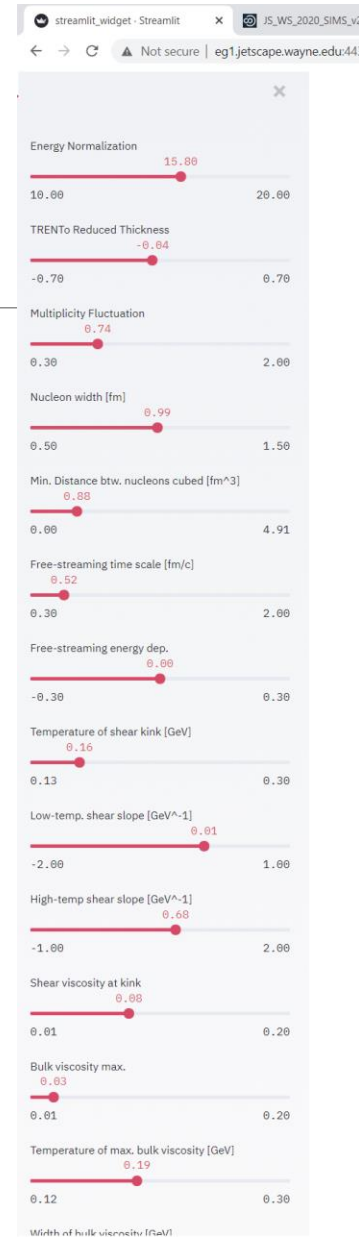 streamlit_widget · Streamlit
JS_WS_2020_SIMS_v2
Not secure | eg1.jetscape.wayne.edu:443
Energy Normalization
15.80
10.00 20.00
TRENTo Reduced Thickness
-0.04
-0.70 0.70
Multiplicity Fluctuation
0.74
0.30 2.00
Nucleon width [fm]
0.99
0.50 1.50
Min. Distance btw. nucleons cubed [fm^3]
0.88
0.00 4.91
Free-streaming time scale [fm/c]
0.52
0.30 2.00
Free-streaming energy dep.
0.00
-0.30 0.30
Temperature of shear kink [GeV]
0.16
0.13 0.30
Low-temp. shear slope [GeV^-1]
0.01
-2.00 1.00
High-temp shear slope [GeV^-1]
0.68
-1.00 2.00
Shear viscosity at kink
0.08
0.01 0.20
Bulk viscosity max.
0.03
0.01 0.20
Temperature of max. bulk viscosity [GeV]
0.19
0.12 0.30
Width of bulk viscosity [GeV]